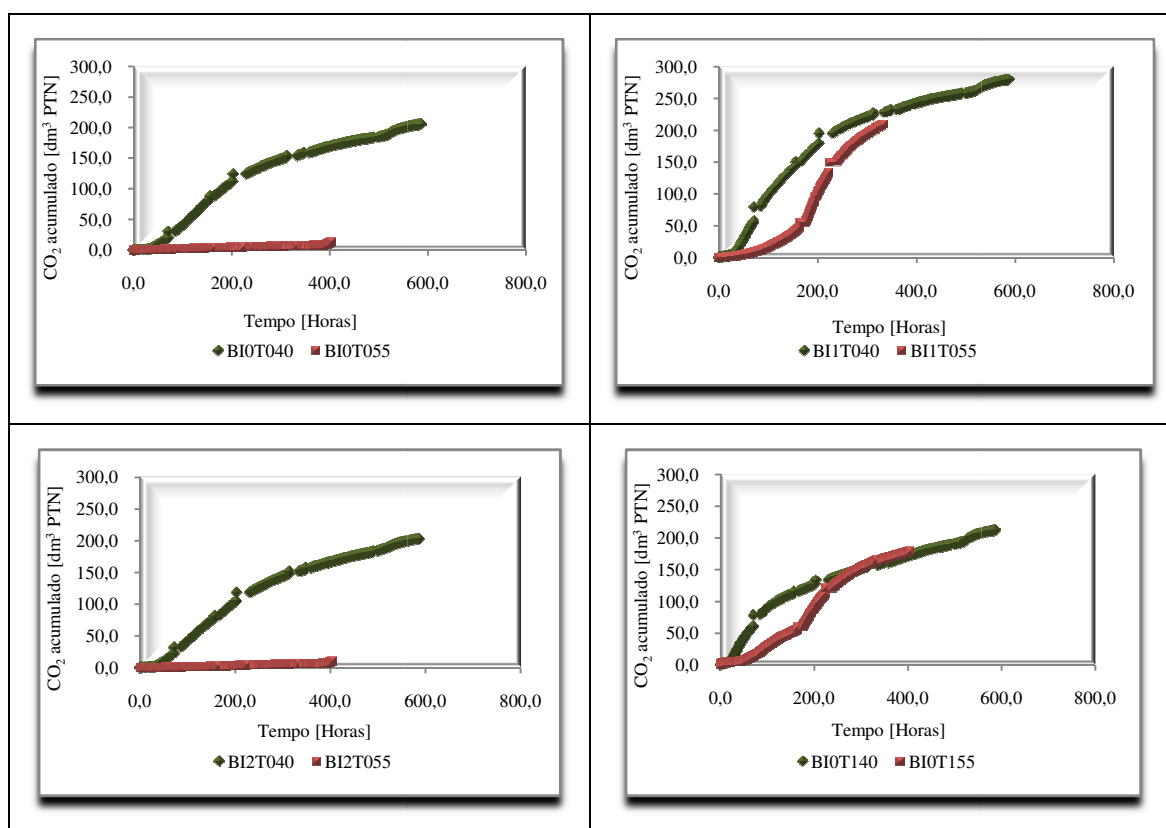 CO₂ acumulado [dm³ PTN]
300,0
250,0
200,0
150,0
100,0
50,0
0,0
0,0 200,0 400,0 600,0 800,0
Tempo [Horas]
BI0T040 BI0T055
CO₂ acumulado [dm³ PTN]
300,0
250,0
200,0
150,0
100,0
50,0
0,0
0,0 200,0 400,0 600,0 800,0
Tempo [Horas]
BI1T040 BI1T055
CO₂ acumulado [dm³ PTN]
300,0
250,0
200,0
150,0
100,0
50,0
0,0
0,0 200,0 400,0 600,0 800,0
Tempo [Horas]
BI2T040 BI2T055
CO₂ acumulado [dm³ PTN]
300,0
250,0
200,0
150,0
100,0
50,0
0,0
0,0 200,0 400,0 600,0 800,0
Tempo [Horas]
BI0T140 BI0T155